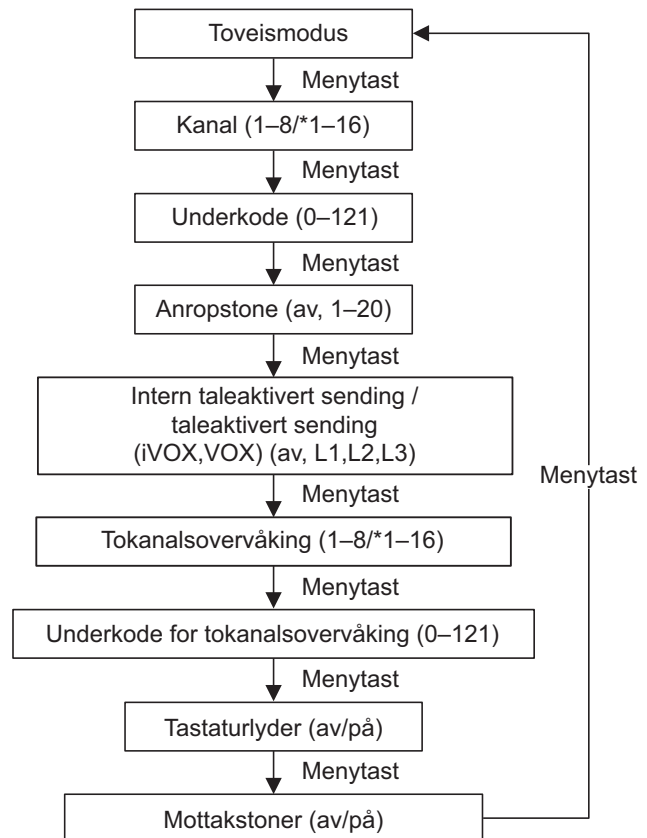 Toveismodus
Menytast
Kanal (1–8/*1–16)
Menytast
Underkode (0–121)
Menytast
Anropstone (av, 1–20)
Menytast
Intern taleaktivert sending /
taleaktivert sending
(iVOX,VOX) (av, L1,L2,L3)
Menytast
Menytast
Tokanalsovervåking (1–8/*1–16)
Menytast
Underkode for tokanalsovervåking (0–121)
Menytast
Tastaturlyder (av/på)
Menytast
Mottakstoner (av/på)